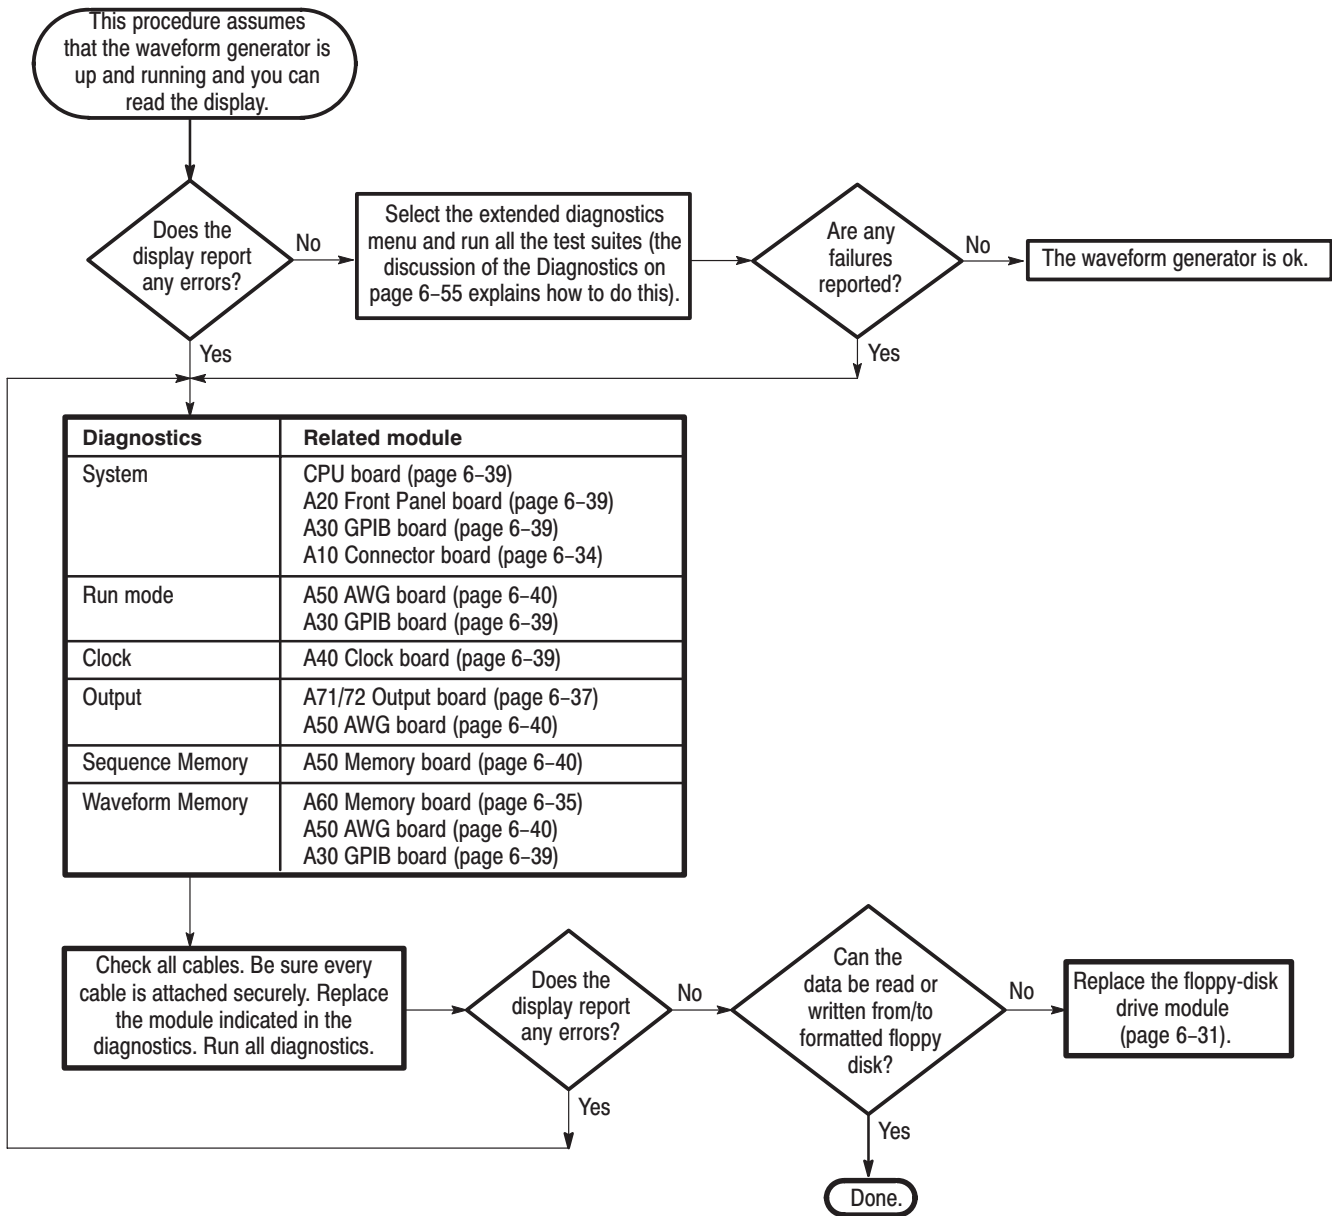 This procedure assumes
that the waveform generator is
up and running and you can
read the display.
Does the
display report
any errors?
No
Select the extended diagnostics
menu and run all the test suites (the
discussion of the Diagnostics on
page 6–55 explains how to do this).
Are any
failures
reported?
No
The waveform generator is ok.
Yes
Yes
Diagnostics Related module
System CPU board (page 6–39)
A20 Front Panel board (page 6–39)
A30 GPIB board (page 6–39)
A10 Connector board (page 6–34)
Run mode A50 AWG board (page 6–40)
A30 GPIB board (page 6–39)
Clock A40 Clock board (page 6–39)
Output A71/72 Output board (page 6–37)
A50 AWG board (page 6–40)
Sequence Memory A50 Memory board (page 6–40)
Waveform Memory A60 Memory board (page 6–35)
A50 AWG board (page 6–40)
A30 GPIB board (page 6–39)
Check all cables. Be sure every
cable is attached securely. Replace
the module indicated in the
diagnostics. Run all diagnostics.
Does the
display report
any errors?
No
Can the
data be read or
written from/to
formatted floppy
disk?
No
Replace the floppy-disk
drive module
(page 6–31).
Yes
Yes
Done.